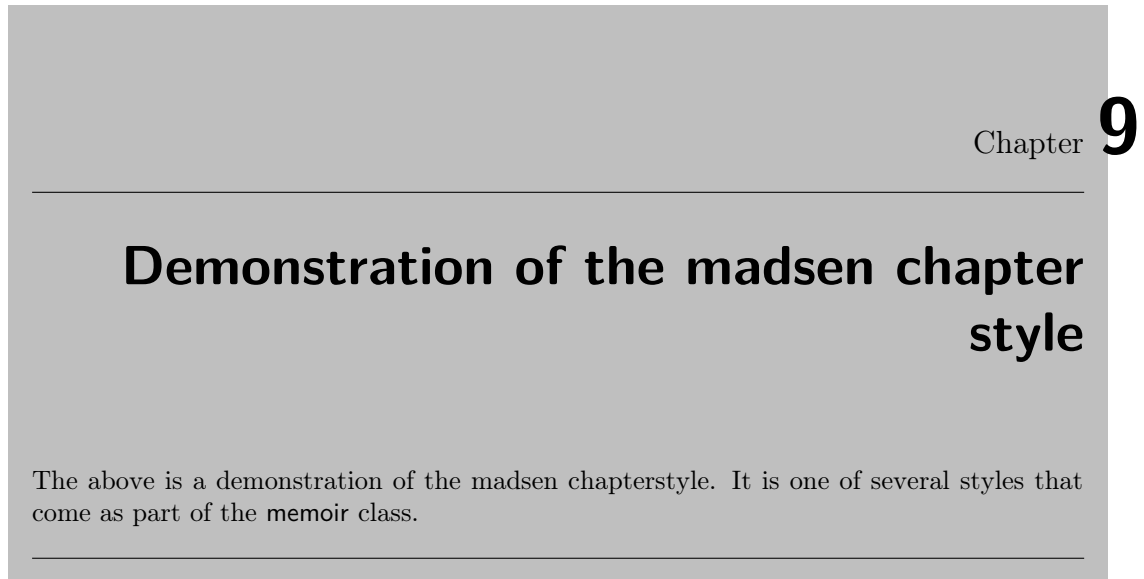 Chapter 9
Demonstration of the madsen chapter
style
The above is a demonstration of the madsen chapterstyle. It is one of several styles that
come as part of the memoir class.